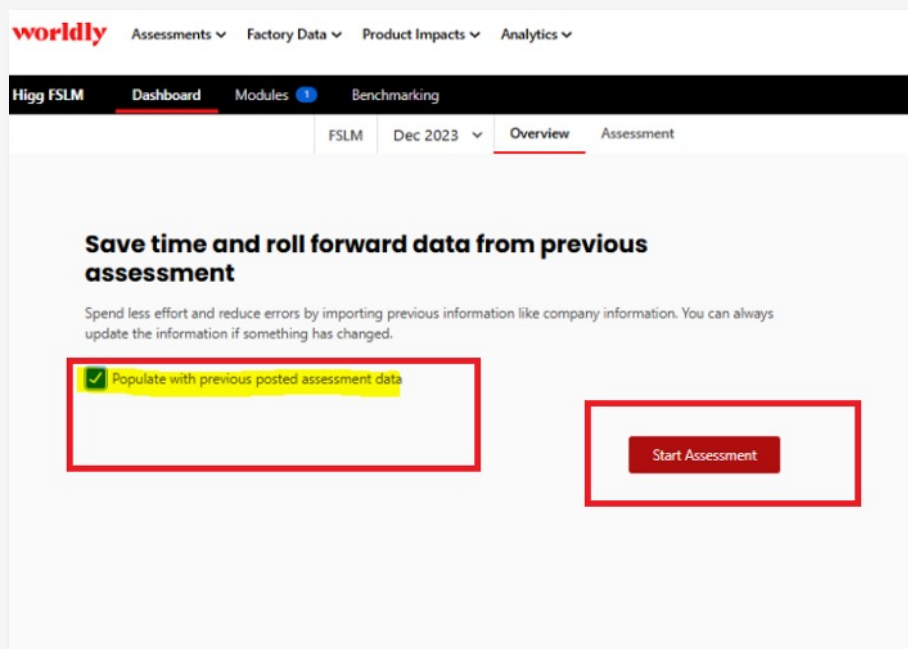 worldly Assessments Factory Data Product Impacts Analytics
Higg FSLM Dashboard Modules 1 Benchmarking
FSLM Dec 2023 Overview Assessment
Save time and roll forward data from previous
assessment
Spend less effort and reduce errors by importing previous information like company information. You can always
update the information if something has changed.
Populate with previous posted assessment data
Start Assessment